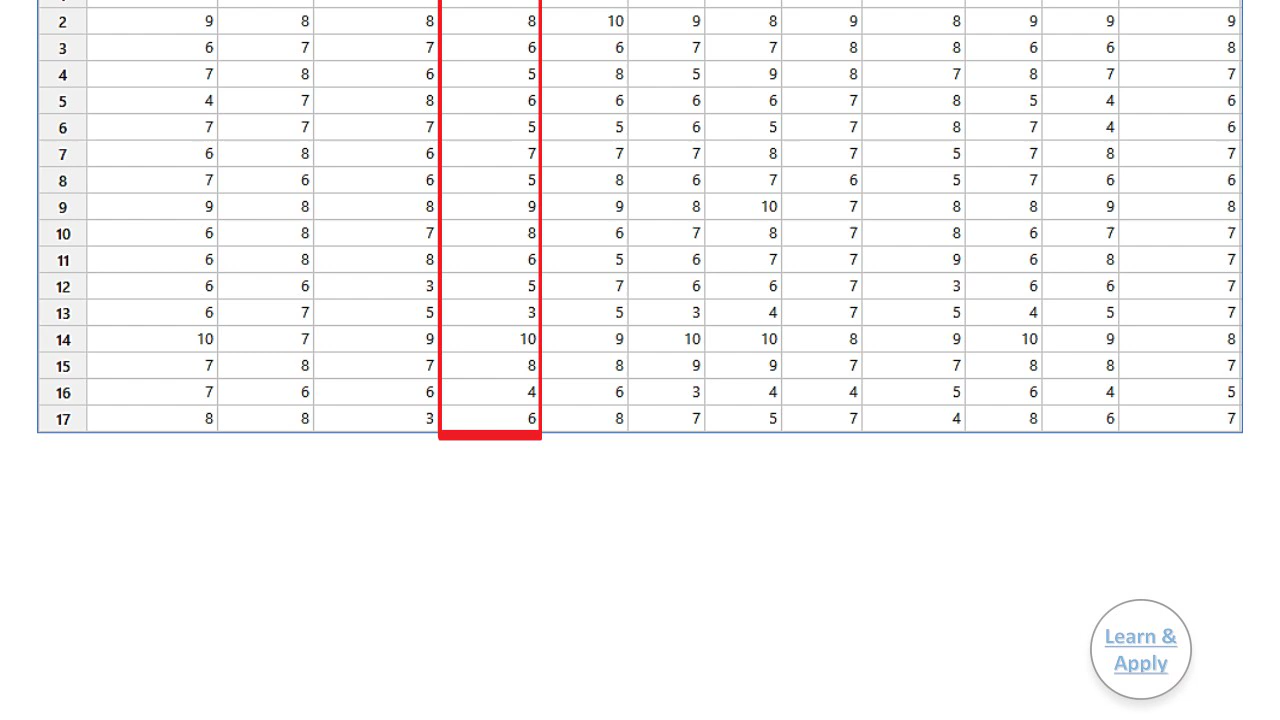 2 9 8 8 8 10 9 8 9 8 9 9 9
3 6 7 7 6 6 7 7 8 8 6 6 8
4 7 8 6 5 8 5 9 8 7 8 7 7
5 4 7 8 6 6 6 6 7 8 5 4 6
6 7 7 7 5 5 6 5 7 8 7 4 6
7 6 8 6 7 7 7 8 7 5 7 8 7
8 7 6 6 5 8 6 7 6 5 7 6 6
9 9 8 8 9 9 8 10 7 8 8 9 8
10 6 8 7 8 6 7 8 7 8 6 7 7
11 6 8 8 6 5 6 7 7 9 6 8 7
12 6 6 3 5 7 6 6 7 3 6 6 7
13 6 7 5 3 5 3 4 7 5 4 5 7
14 10 7 9 10 9 10 10 8 9 10 9 8
15 7 8 7 8 8 9 9 7 7 8 8 7
16 7 6 6 4 6 3 4 4 5 6 4 5
17 8 8 3 6 8 7 5 7 4 8 6 7
Learn &
Apply